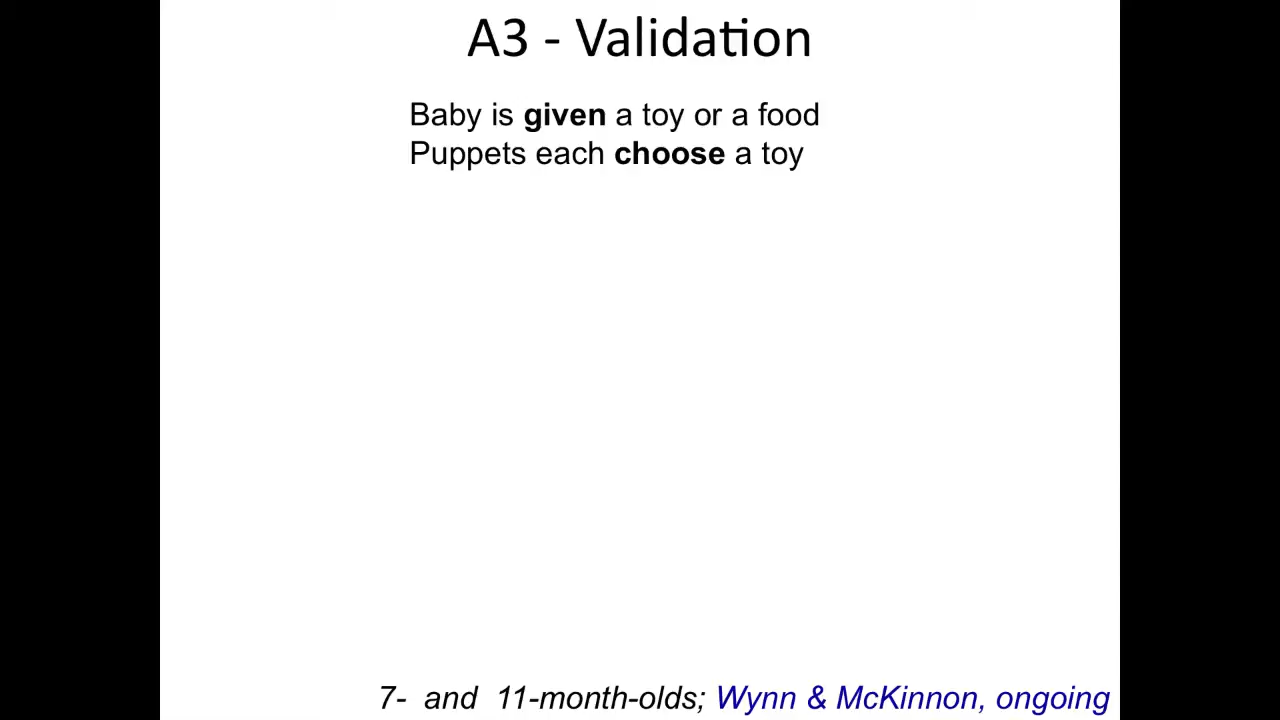 A3 - Validation
Baby is given a toy or a food
Puppets each choose a toy
7- and 11-month-olds; Wynn & McKinnon, ongoing